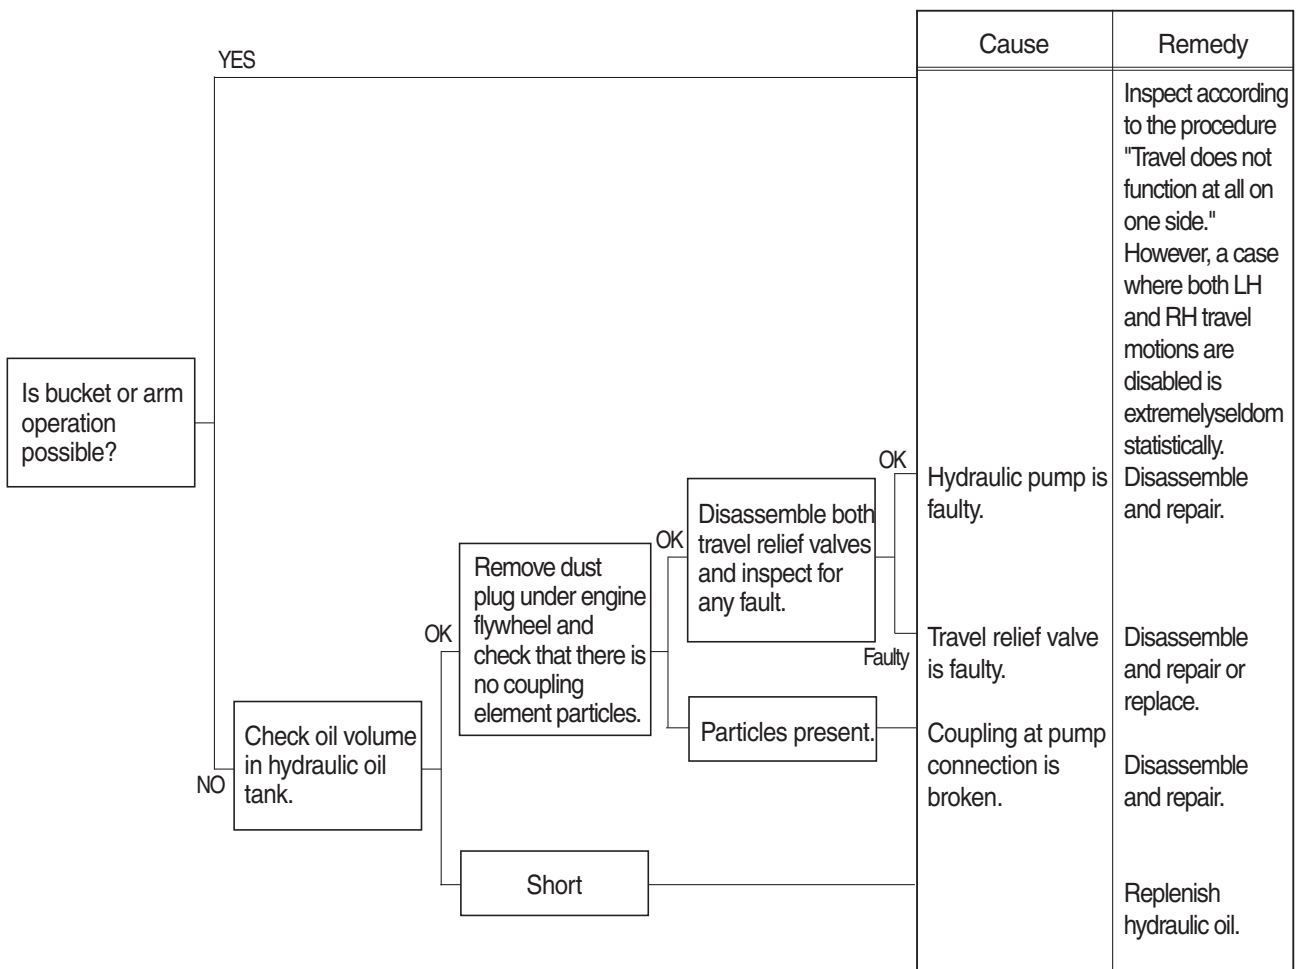 YES
Is bucket or arm
operation
possible?
NO
Check oil volume
in hydraulic oil
tank.
OK
Remove dust
plug under engine
flywheel and
check that there is
no coupling
element particles.
Short
OK
Disassemble both
travel relief valves
and inspect for
any fault.
Particles present.
OK
Faulty
Cause
Hydraulic pump is
faulty.
Travel relief valve
is faulty.
Coupling at pump
connection is
broken.
Remedy
Inspect according
to the procedure
"Travel does not
function at all on
one side."
However, a case
where both LH
and RH travel
motions are
disabled is
extremelyseldom
statistically.
Disassemble
and repair.
Disassemble
and repair or
replace.
Disassemble
and repair.
Replenish
hydraulic oil.